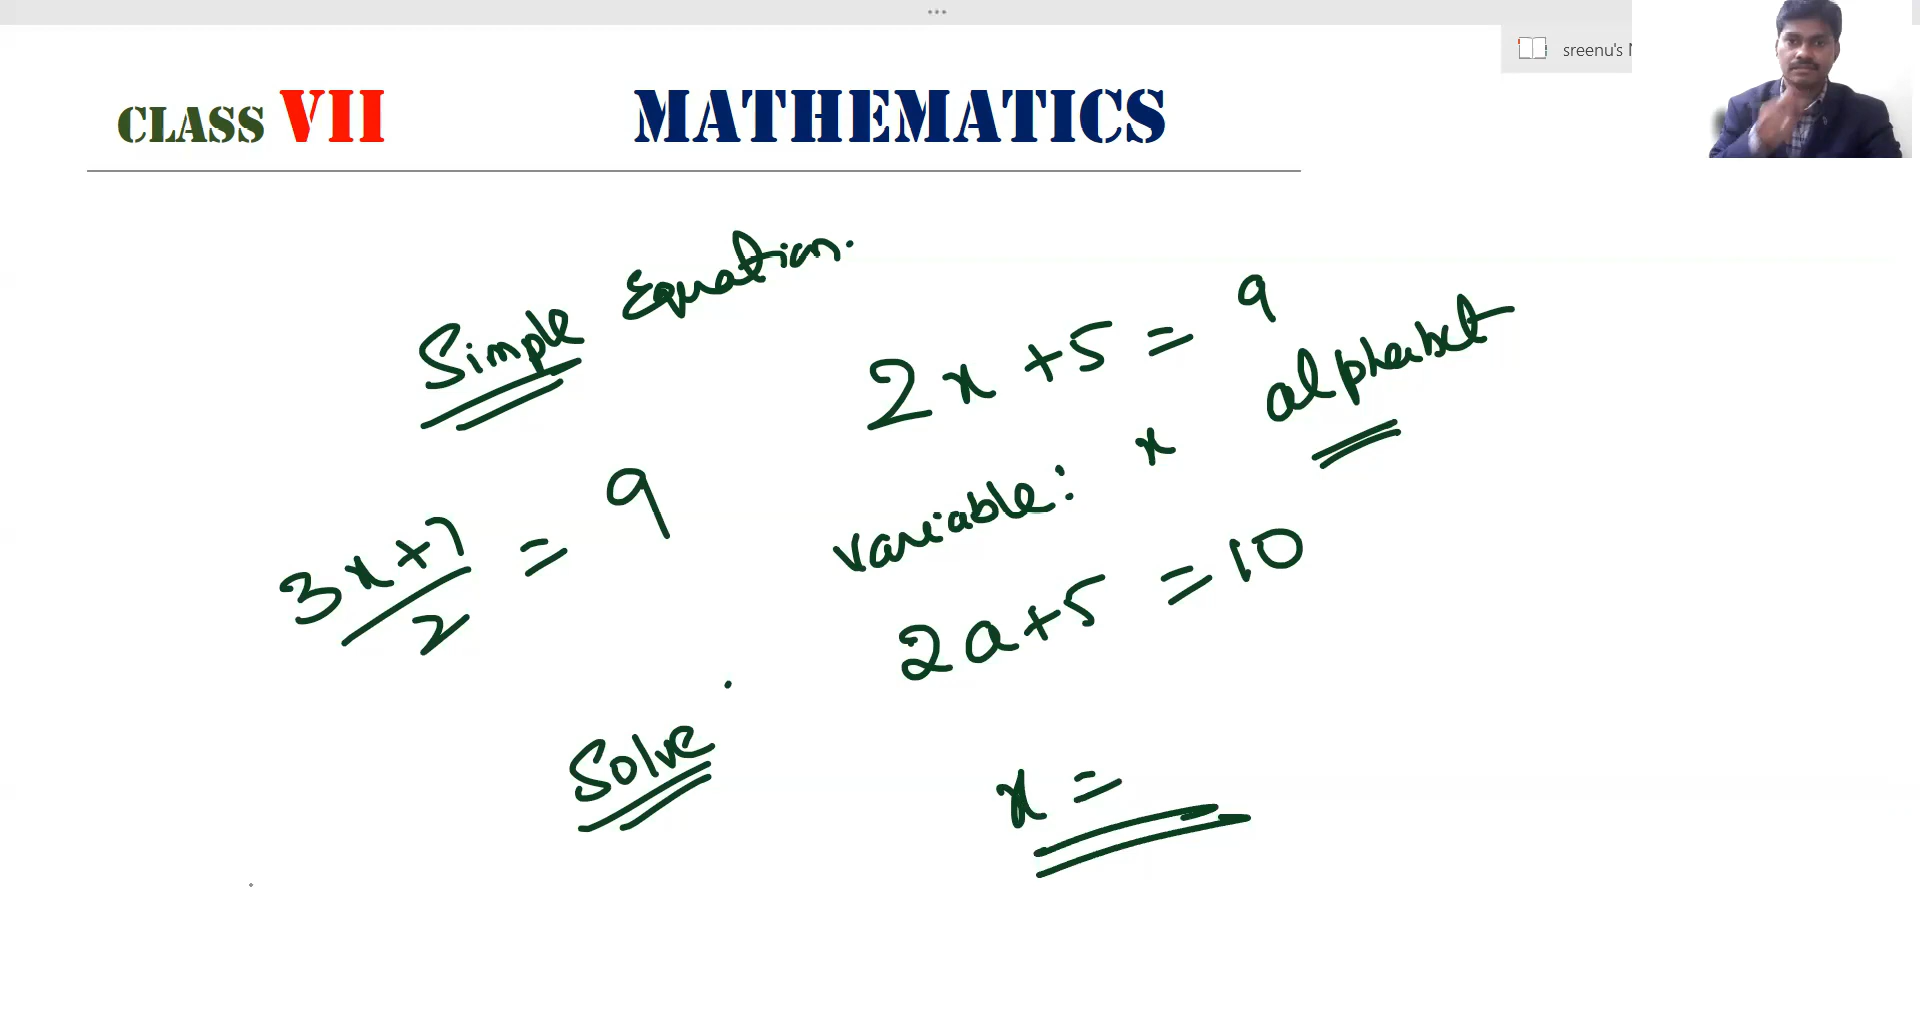 sreenu's
CLASS VII MATHEMATICS
Simple Equation.
2x + 5 = 9
alphabet
variable: x
3x+7/2 = 9
2a+5 = 10
Solve
x =